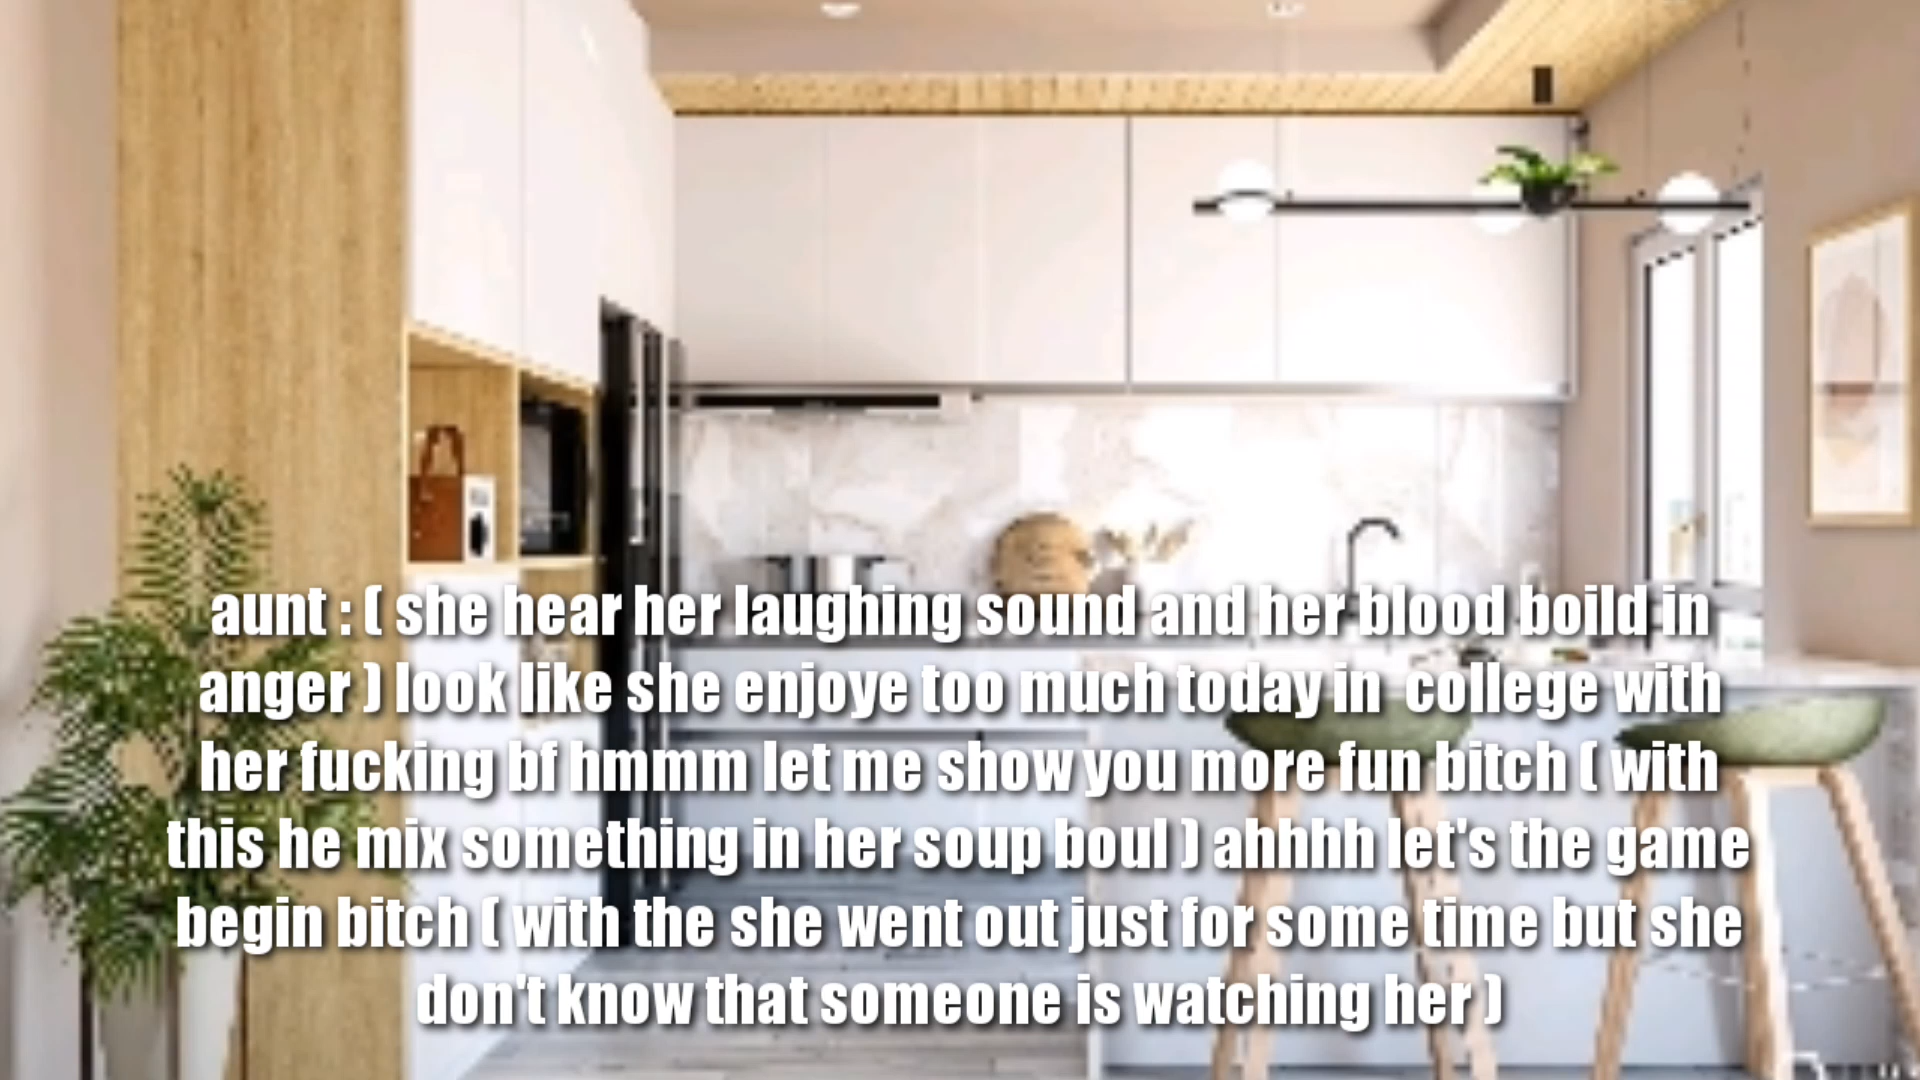 aunt : ( she hear her laughing sound and her blood boild in
anger ) look like she enjoye too much today in  college with
her fucking bf hmmm let me show you more fun bitch ( with
this he mix something in her soup boul ) ahhhh let's the game
begin bitch ( with the she went out just for some time but she
don't know that someone is watching her )